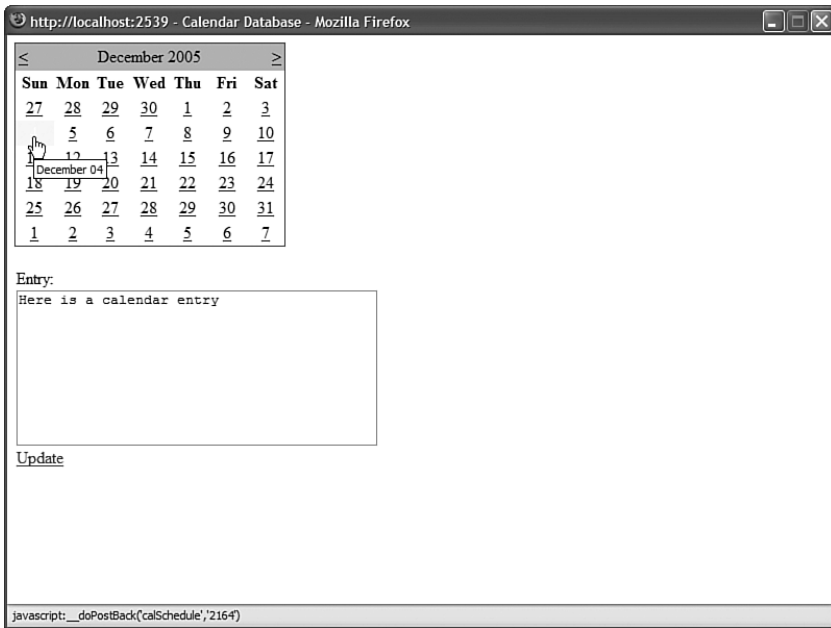 http://localhost:2539 - Calendar Database - Mozilla Firefox
< December 2005 >
Sun Mon Tue Wed Thu Fri Sat
27 28 29 30 1 2 3
5 6 7 8 9 10
13 14 15 16 17
December 04
18 19 20 21 22 23 24
25 26 27 28 29 30 31
1 2 3 4 5 6 7
Entry:
Here is a calendar entry
Update
javascript:__doPostBack('calSchedule','2164')